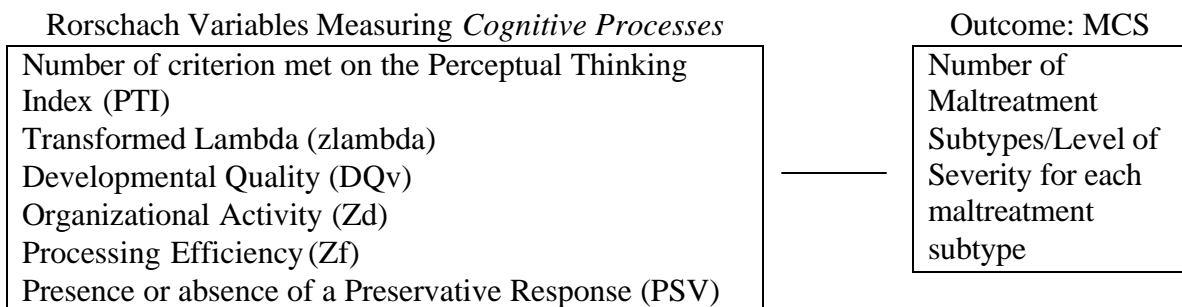 Rorschach Variables Measuring Cognitive Processes
Number of criterion met on the Perceptual Thinking
Index (PTI)
Transformed Lambda (zlambda)
Developmental Quality (DQv)
Organizational Activity (Zd)
Processing Efficiency (Zf)
Presence or absence of a Preservative Response (PSV)
Outcome: MCS
Number of
Maltreatment
Subtypes/Level of
Severity for each
maltreatment
subtype